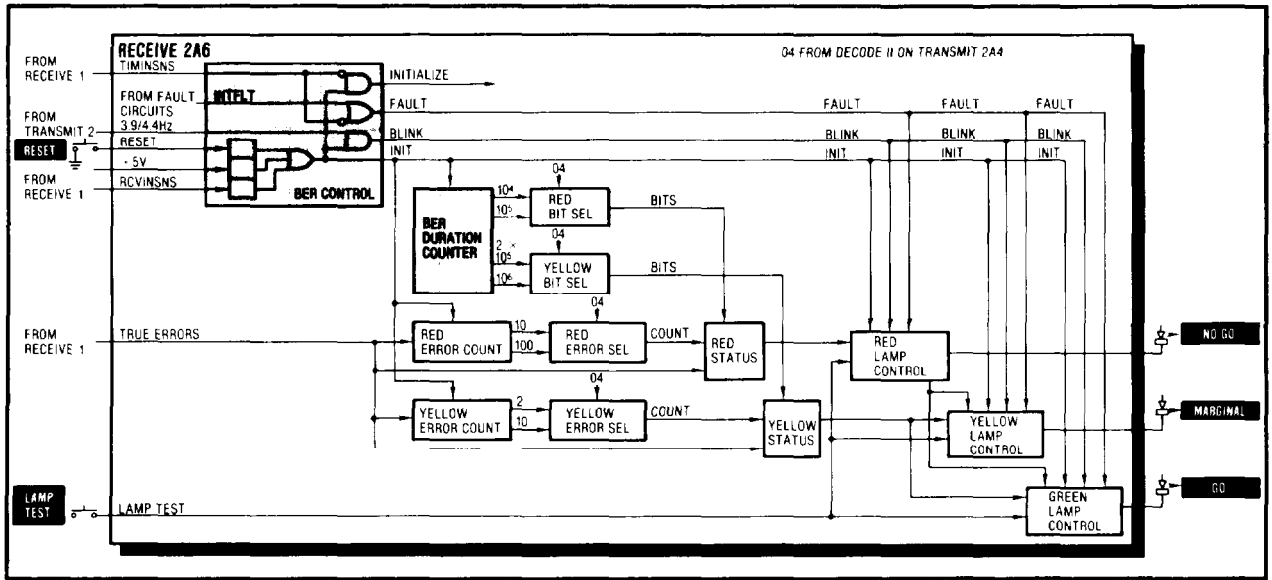 RECEIVE 2A6
04 FROM DECODE II ON TRANSMIT 2A4
FROM
RECEIVE 1
TIMINSNS
INITIALIZE
FROM FAULT
CIRCUITS
INTFLT
FAULT
FAULT
FAULT
FAULT
FROM
TRANSMIT 2
3.9/4.4Hz
BLINK
BLINK
BLINK
BLINK
RESET
RESET
INIT
INIT
INIT
INIT
5V
FROM
RECEIVE 1
RCVINSNS
BER CONTROL
BER
DURATION
COUNTER
10⁴
10⁵
04
RED
BIT SEL
BITS
2 ×
10⁵
10⁶
04
YELLOW
BIT SEL
BITS
FROM
RECEIVE 1
TRUE ERRORS
RED
ERROR COUNT
10
100
04
RED
ERROR SEL
COUNT
RED
STATUS
RED
LAMP
CONTROL
NO GO
YELLOW
ERROR COUNT
2
10
04
YELLOW
ERROR SEL
COUNT
YELLOW
STATUS
YELLOW
LAMP
CONTROL
MARGINAL
LAMP
TEST
LAMP TEST
GREEN
LAMP
CONTROL
GO